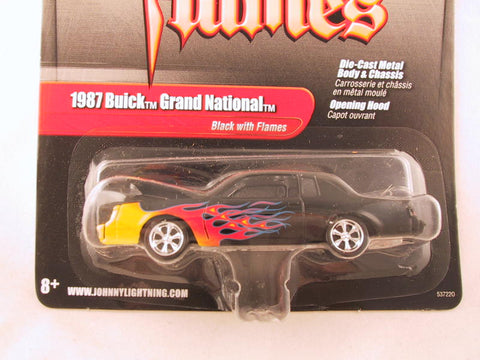 Flames
1987 Buick™ Grand National™
Black with Flames
Die-Cast Metal
Body & Chassis
Carrosserie et châssis
en métal moulé
Opening Hood
Capot ouvrant
8+
WWW.JOHNNYLIGHTNING.COM
537220